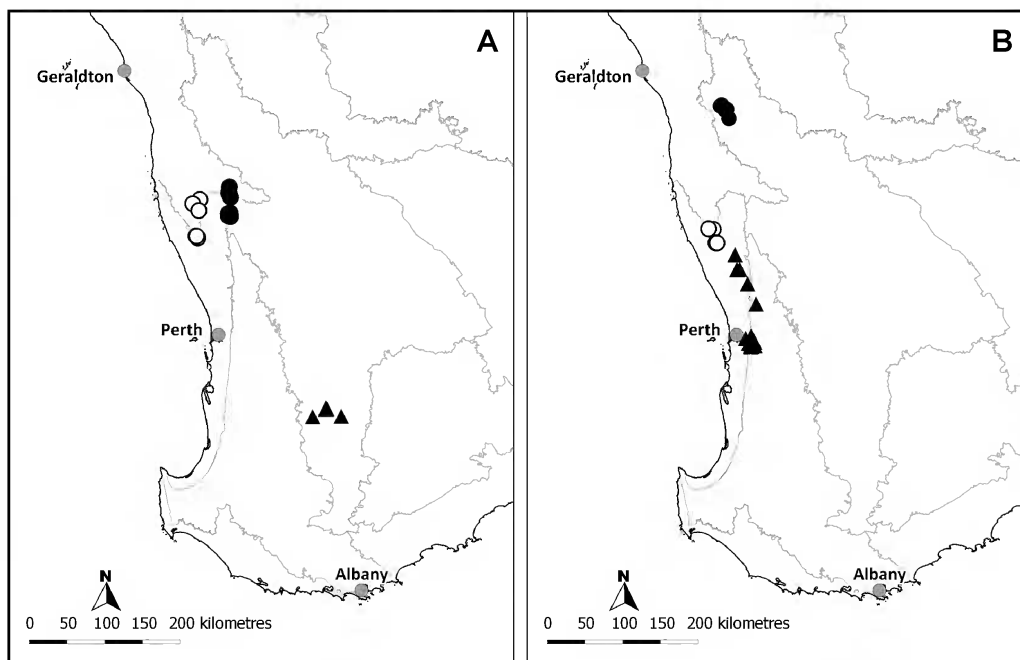 A
Geraldton
Perth
Albany
N
0 50 100 150 200 kilometres
B
Geraldton
Perth
Albany
N
0 50 100 150 200 kilometres